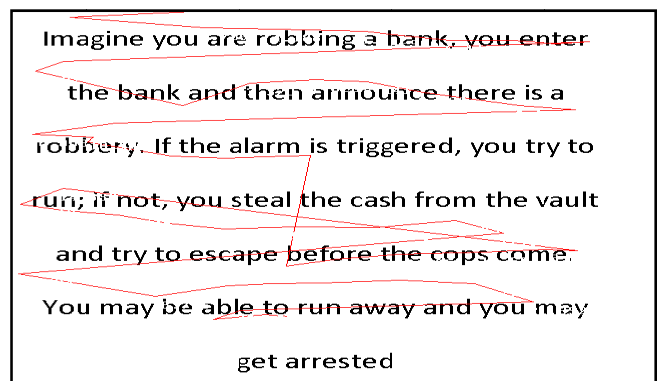 Imagine you are robbing a bank, you enter
the bank and then announce there is a
robbery. If the alarm is triggered, you try to
run; if not, you steal the cash from the vault
and try to escape before the cops come.
You may be able to run away and you may
get arrested